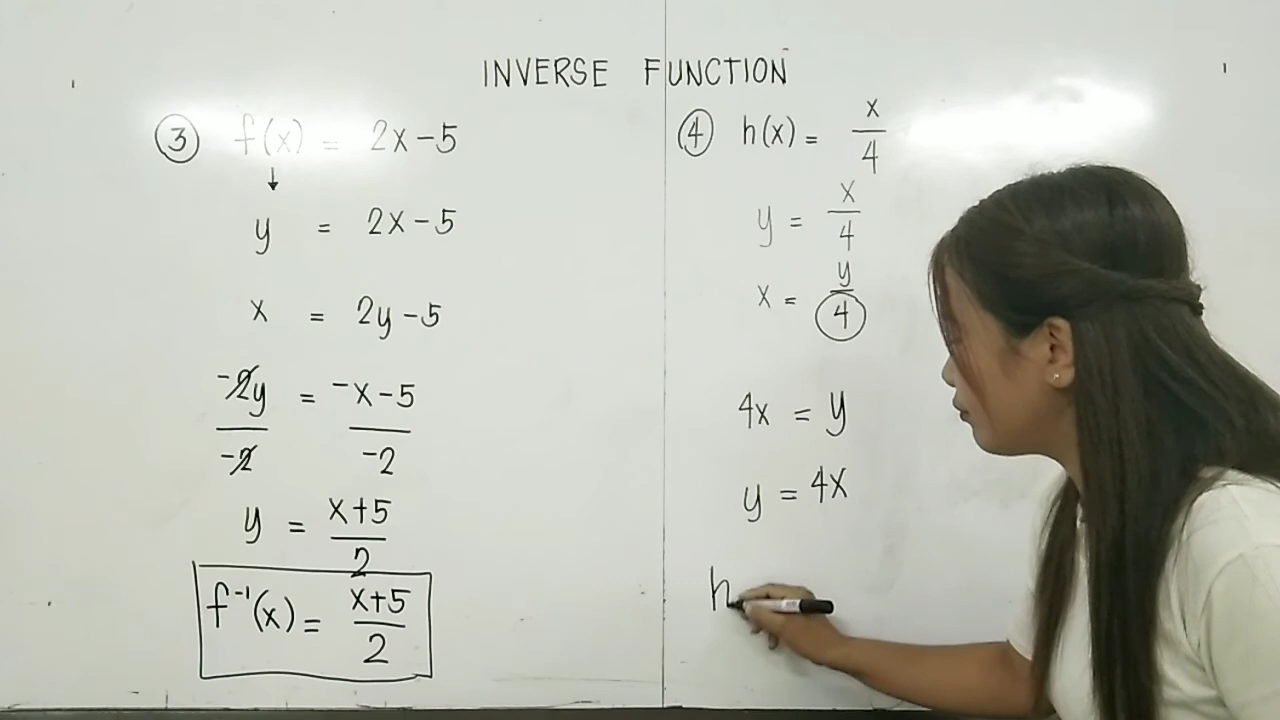 INVERSE FUNCTION
③ f(x) = 2x-5
↓
y = 2x-5
x = 2y-5
-2y/-2 = -x-5/-2
y = x+5/2
f⁻¹(x) = x+5/2
④ h(x) = x/4
y = x/4
x = y/4
4x = y
y = 4x
h